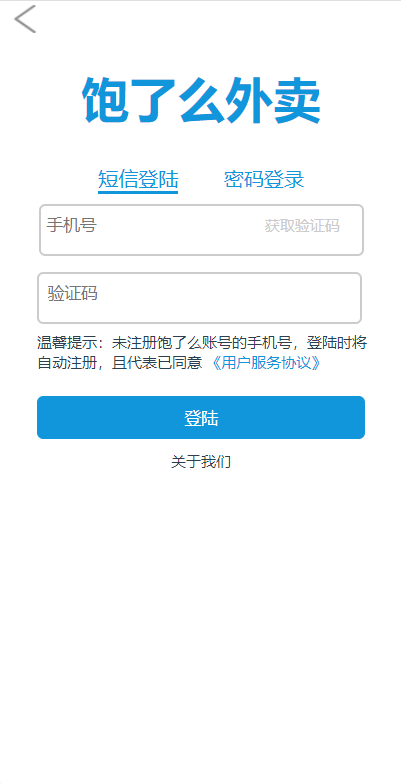 饱了么外卖
短信登陆 密码登录
手机号 获取验证码
验证码
温馨提示：未注册饱了么账号的手机号，登陆时将
自动注册，且代表已同意 《用户服务协议》
登陆
关于我们